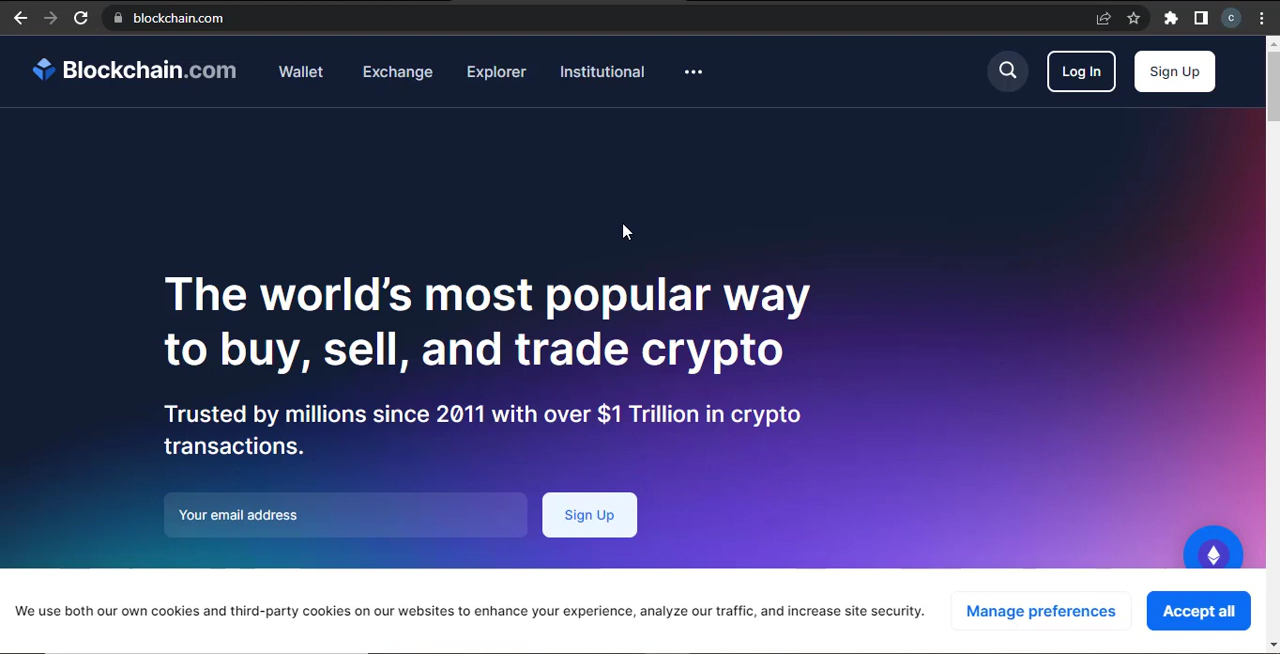 blockchain.com
C
Blockchain.com
Wallet
Exchange
Explorer
Institutional
Log In
Sign Up
The world’s most popular way
to buy, sell, and trade crypto
Trusted by millions since 2011 with over $1 Trillion in crypto
transactions.
Your email address
Sign Up
We use both our own cookies and third-party cookies on our websites to enhance your experience, analyze our traffic, and increase site security.
Manage preferences
Accept all